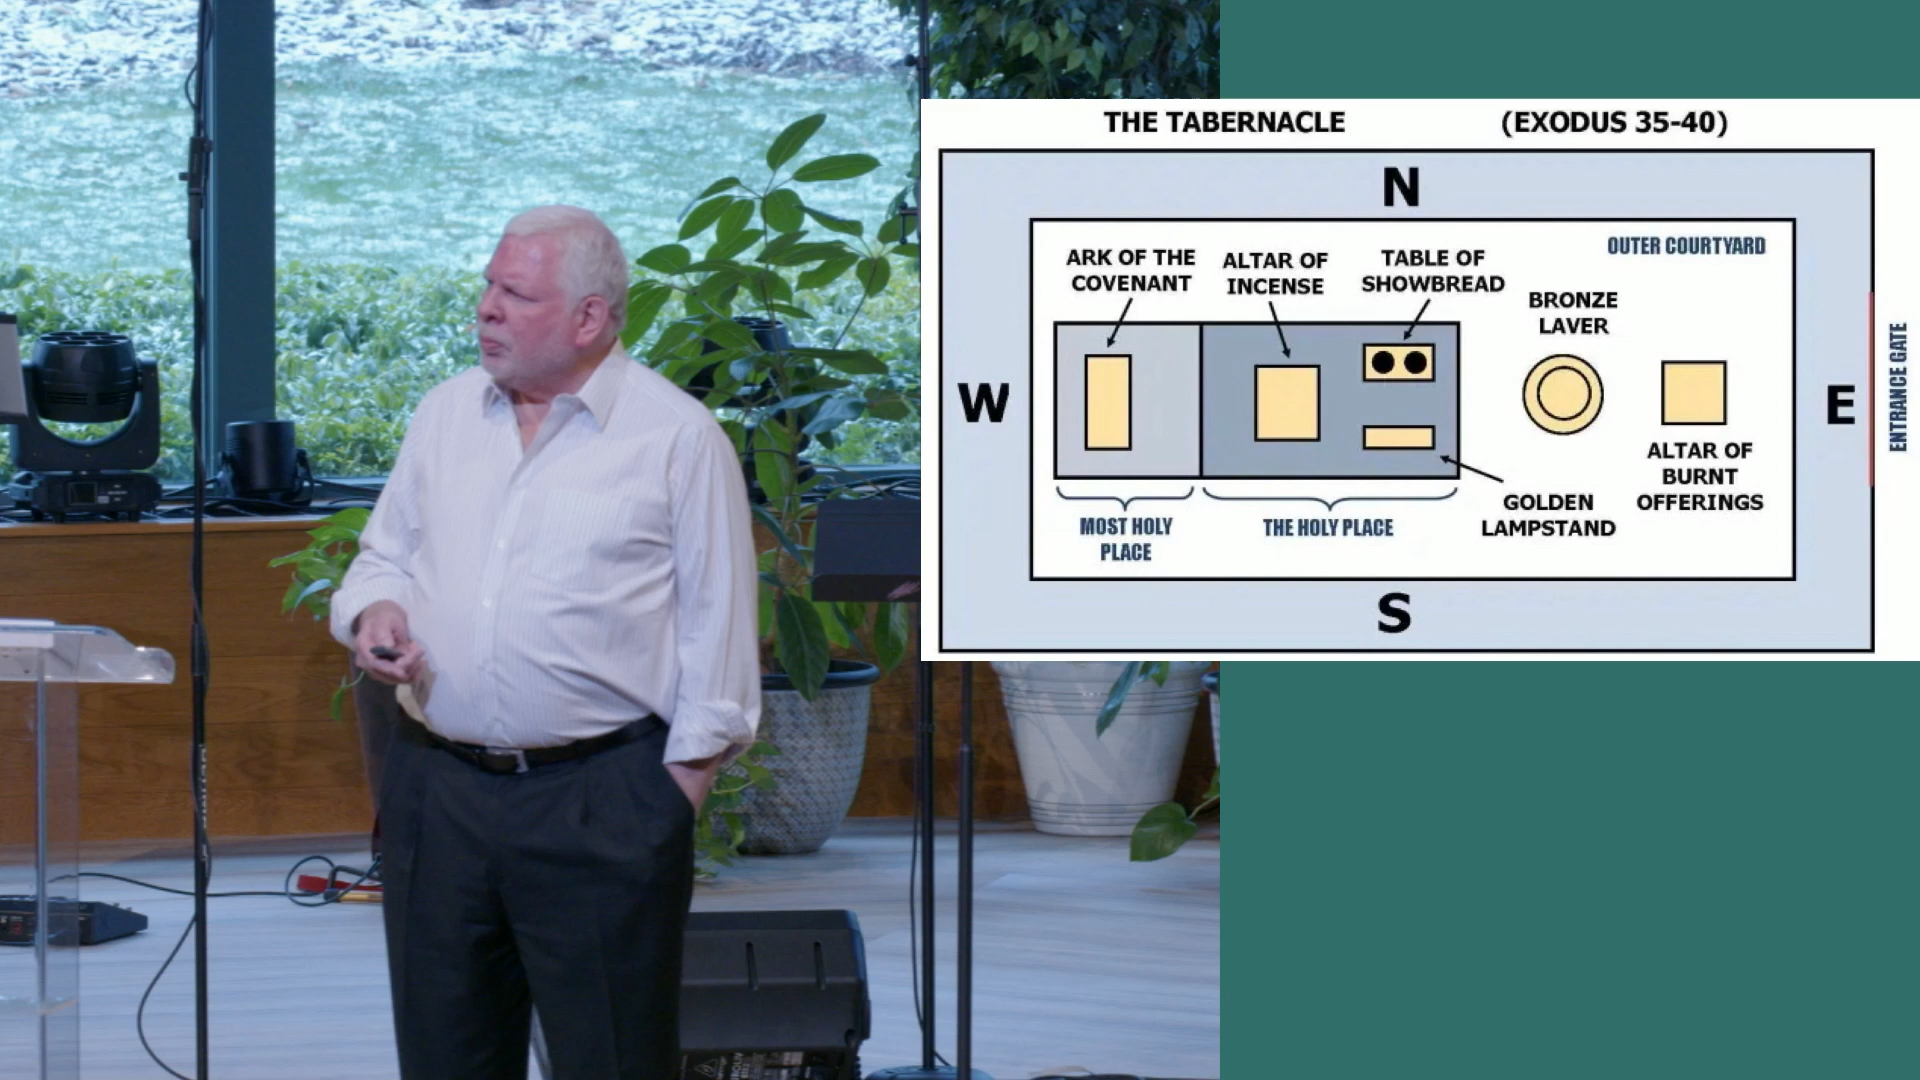 THE TABERNACLE (EXODUS 35-40)
N
OUTER COURTYARD
ARK OF THE
COVENANT
ALTAR OF
INCENSE
TABLE OF
SHOWBREAD
BRONZE
LAVER
W
E
ENTRANCE GATE
ALTAR OF
BURNT
OFFERINGS
GOLDEN
LAMPSTAND
MOST HOLY
PLACE
THE HOLY PLACE
S